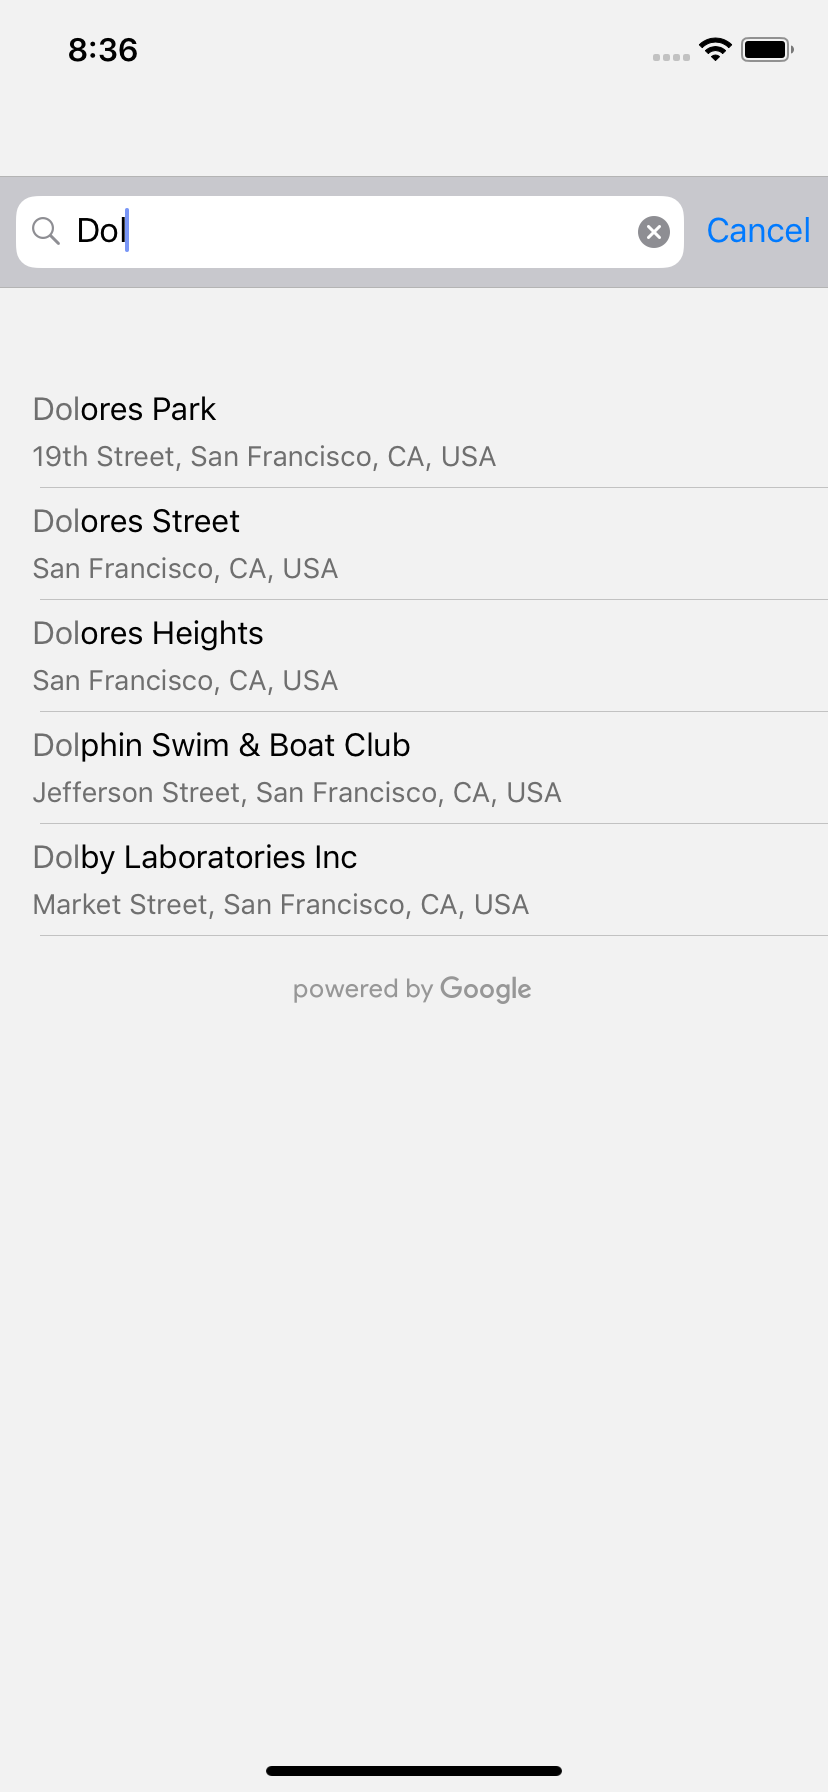 8:36
Dol
Cancel
Dolores Park
19th Street, San Francisco, CA, USA
Dolores Street
San Francisco, CA, USA
Dolores Heights
San Francisco, CA, USA
Dolphin Swim & Boat Club
Jefferson Street, San Francisco, CA, USA
Dolby Laboratories Inc
Market Street, San Francisco, CA, USA
powered by Google